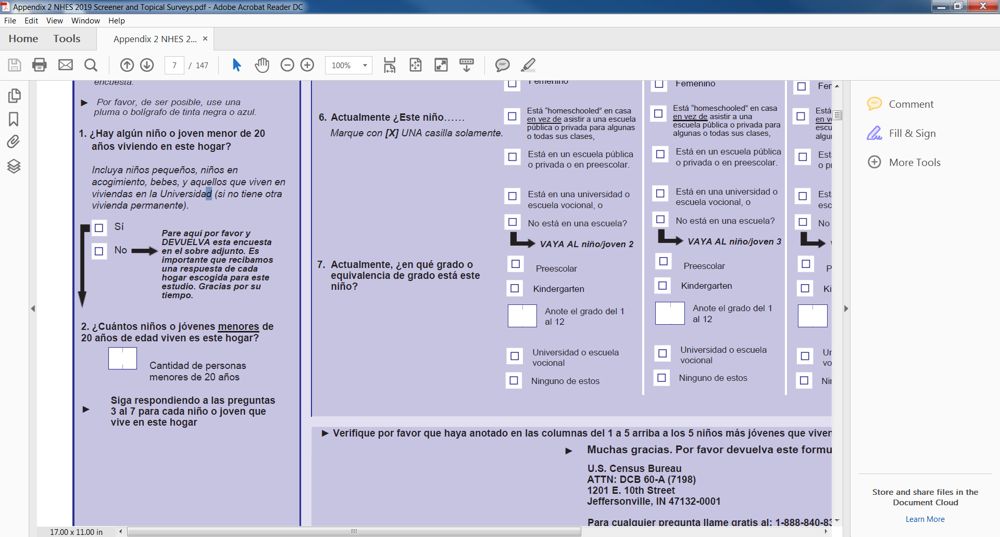 Appendix 2 NHES 2019 Screener and Topical Surveys.pdf - Adobe Acrobat Reader DC
File Edit View Window Help
Home Tools Appendix 2 NHES 2... ×
7 / 147 100%
encuesta.
► Por favor, de ser posible, use una
pluma o bolígrafo de tinta negra o azul.
1. ¿Hay algún niño o joven menor de 20
años viviendo en este hogar?
Incluya niños pequeños, niños en
acogimiento, bebes, y aquellos que viven en
viviendas en la Universidad (si no tiene otra
vivienda permanente).
Sí
No
Pare aquí por favor y
DEVUELVA esta encuesta
en el sobre adjunto. Es
importante que recibamos
una respuesta de cada
hogar escogida para este
estudio. Gracias por su
tiempo.
2. ¿Cuántos niños o jóvenes menores de
20 años de edad viven es este hogar?
Cantidad de personas
menores de 20 años
► Siga respondiendo a las preguntas
3 al 7 para cada niño o joven que
vive en este hogar
6. Actualmente ¿Este niño……
Marque con [X] UNA casilla solamente.
7. Actualmente, ¿en qué grado o
equivalencia de grado está este
niño?
Femenino
Está “homeschooled” en casa
en vez de asistir a una escuela
pública o privada para algunas
o todas sus clases,
Está en un escuela pública
o privada o en preescolar.
Está en una universidad o
escuela vocional, o
No está en una escuela?
VAYA AL niño/joven 2
Preescolar
Kindergarten
Anote el grado del 1
al 12
Universidad o escuela
vocional
Ninguno de estos
Femenino
Está “homeschooled” en casa
en vez de asistir a una
escuela pública o privada para
algunas o todas sus clases,
Está en un escuela pública
o privada o en preescolar.
Está en una universidad o
escuela vocional, o
No está en una escuela?
VAYA AL niño/joven 3
Preescolar
Kindergarten
Anote el grado del 1
al 12
Universidad o escuela
vocional
Ninguno de estos
Fer
Está
en v
escu
algur
Est
o pr
Est
esc
No
P
Ki
Ur
vo
Nir
► Verifique por favor que haya anotado en las columnas del 1 a 5 arriba a los 5 niños más jóvenes que viven
► Muchas gracias. Por favor devuelva este formu
U.S. Census Bureau
ATTN: DCB 60-A (7198)
1201 E. 10th Street
Jeffersonville, IN 47132-0001
Para cualquier pregunta llame gratis al: 1-888-840-83
Comment
Fill & Sign
More Tools
Store and share files in the
Document Cloud
Learn More
17.00 x 11.00 in